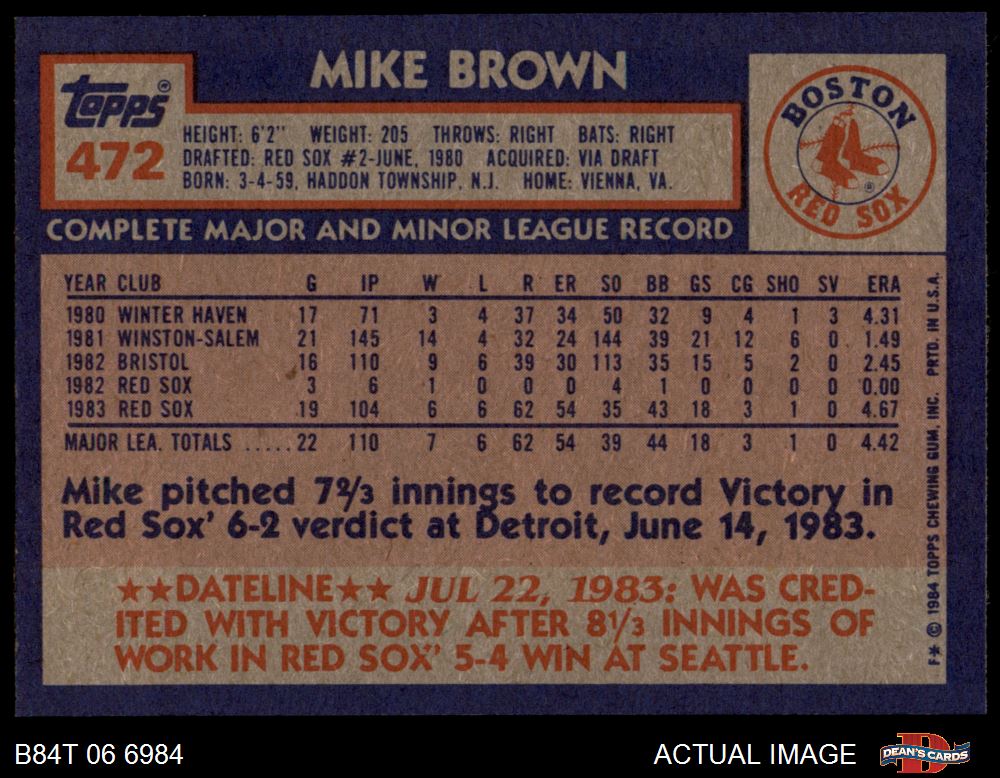 MIKE BROWN
Topps®
472
HEIGHT: 6'2" WEIGHT: 205 THROWS: RIGHT BATS: RIGHT
DRAFTED: RED SOX #2-JUNE, 1980 ACQUIRED: VIA DRAFT
BORN: 3-4-59, HADDON TOWNSHIP, N.J. HOME: VIENNA, VA.
BOSTON
RED SOX
®
COMPLETE MAJOR AND MINOR LEAGUE RECORD
YEAR CLUB G IP W L R ER SO BB GS CG SHO SV ERA
1980 WINTER HAVEN 17 71 3 4 37 34 50 32 9 4 1 3 4.31
1981 WINSTON-SALEM 21 145 14 4 32 24 144 39 21 12 6 0 1.49
1982 BRISTOL 16 110 9 6 39 30 113 35 15 5 2 0 2.45
1982 RED SOX 3 6 1 0 0 0 4 1 0 0 0 0 0.00
1983 RED SOX 19 104 6 6 62 54 35 43 18 3 1 0 4.67
MAJOR LEA. TOTALS .....22 110 7 6 62 54 39 44 18 3 1 0 4.42
Mike pitched 7⅔ innings to record Victory in
Red Sox' 6-2 verdict at Detroit, June 14, 1983.
★★DATELINE★★ JUL 22, 1983: WAS CRED-
ITED WITH VICTORY AFTER 8⅓ INNINGS OF
WORK IN RED SOX' 5-4 WIN AT SEATTLE.
F* © 1984 TOPPS CHEWING GUM, INC. PRTD. IN U.S.A.
B84T 06 6984
ACTUAL IMAGE
DEAN'S CARDS